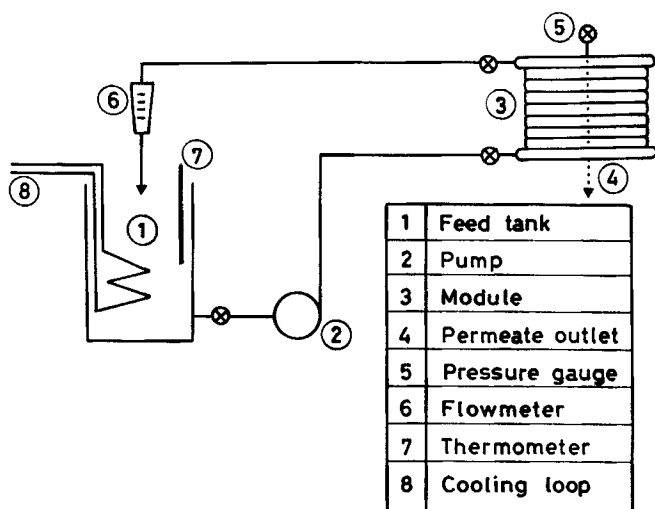 5
6
3
7
8
1
4
2
1 Feed tank
2 Pump
3 Module
4 Permeate outlet
5 Pressure gauge
6 Flowmeter
7 Thermometer
8 Cooling loop